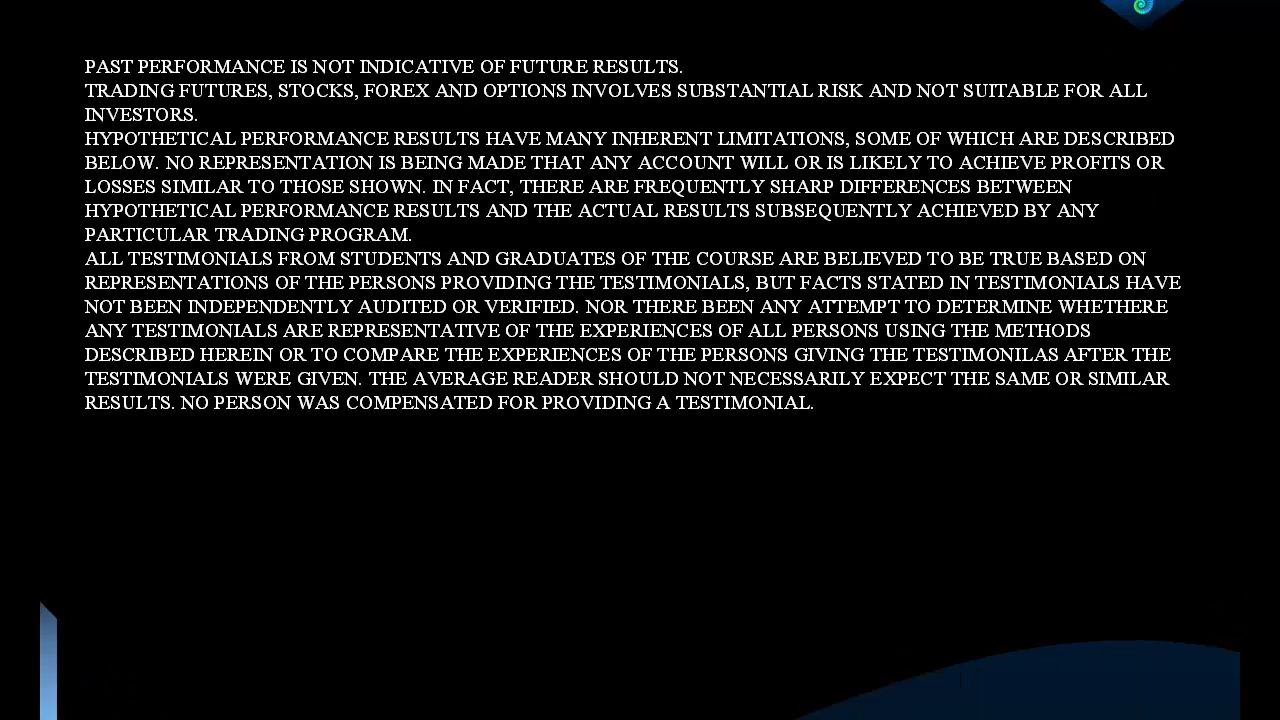 PAST PERFORMANCE IS NOT INDICATIVE OF FUTURE RESULTS.
TRADING FUTURES, STOCKS, FOREX AND OPTIONS INVOLVES SUBSTANTIAL RISK AND NOT SUITABLE FOR ALL
INVESTORS.
HYPOTHETICAL PERFORMANCE RESULTS HAVE MANY INHERENT LIMITATIONS, SOME OF WHICH ARE DESCRIBED
BELOW. NO REPRESENTATION IS BEING MADE THAT ANY ACCOUNT WILL OR IS LIKELY TO ACHIEVE PROFITS OR
LOSSES SIMILAR TO THOSE SHOWN. IN FACT, THERE ARE FREQUENTLY SHARP DIFFERENCES BETWEEN
HYPOTHETICAL PERFORMANCE RESULTS AND THE ACTUAL RESULTS SUBSEQUENTLY ACHIEVED BY ANY
PARTICULAR TRADING PROGRAM.
ALL TESTIMONIALS FROM STUDENTS AND GRADUATES OF THE COURSE ARE BELIEVED TO BE TRUE BASED ON
REPRESENTATIONS OF THE PERSONS PROVIDING THE TESTIMONIALS, BUT FACTS STATED IN TESTIMONIALS HAVE
NOT BEEN INDEPENDENTLY AUDITED OR VERIFIED. NOR THERE BEEN ANY ATTEMPT TO DETERMINE WHETHERE
ANY TESTIMONIALS ARE REPRESENTATIVE OF THE EXPERIENCES OF ALL PERSONS USING THE METHODS
DESCRIBED HEREIN OR TO COMPARE THE EXPERIENCES OF THE PERSONS GIVING THE TESTIMONILAS AFTER THE
TESTIMONIALS WERE GIVEN. THE AVERAGE READER SHOULD NOT NECESSARILY EXPECT THE SAME OR SIMILAR
RESULTS. NO PERSON WAS COMPENSATED FOR PROVIDING A TESTIMONIAL.